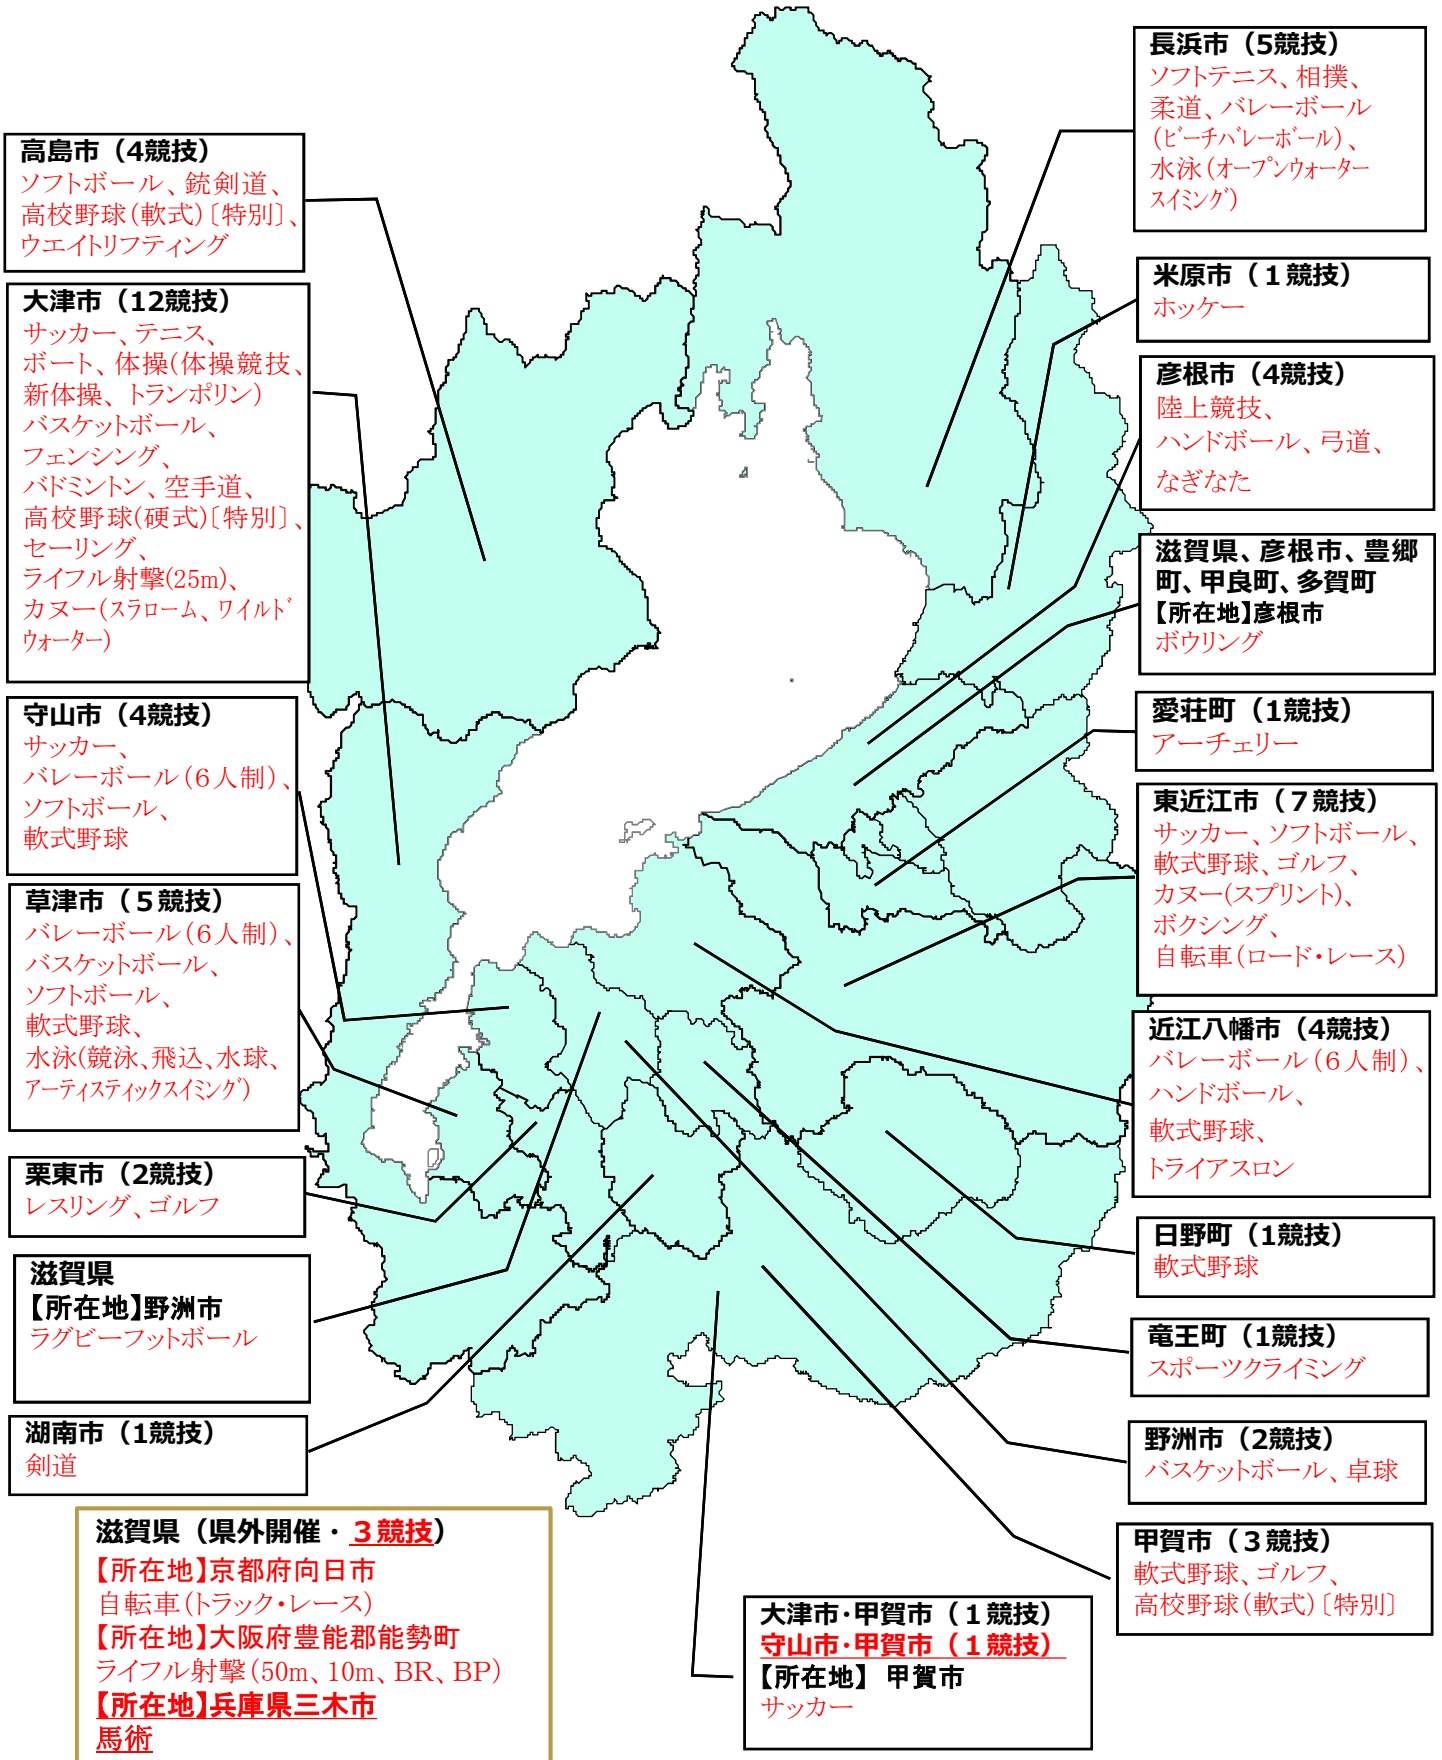 長浜市（5競技）
ソフトテニス、相撲、
柔道、バレーボール
（ビーチバレーボール）、
水泳（オープンウォーター
スイミング）
高島市（4競技）
ソフトボール、銃剣道、
高校野球（軟式）〔特別〕、
ウエイトリフティング
米原市（１競技）
ホッケー
大津市（12競技）
サッカー、テニス、
ボート、体操(体操競技、
新体操、トランポリン）
バスケットボール、
フェンシング、
バドミントン、空手道、
高校野球(硬式)〔特別〕、
セーリング、
ライフル射撃(25m)、
カヌー(スラローム、ワイルド
ウォーター）
彦根市（4競技）
陸上競技、
ハンドボール、弓道、
なぎなた
滋賀県、彦根市、豊郷
町、甲良町、多賀町
【所在地】彦根市
ボウリング
守山市（4競技）
サッカー、
バレーボール（６人制）、
ソフトボール、
軟式野球
愛荘町（1競技）
アーチェリー
東近江市（７競技）
サッカー、ソフトボール、
軟式野球、ゴルフ、
カヌー(スプリント)、
ボクシング、
自転車（ロード・レース）
草津市（５競技）
バレーボール（６人制）、
バスケットボール、
ソフトボール、
軟式野球、
水泳(競泳、飛込、水球、
アーティスティックスイミング）
近江八幡市（4競技）
バレーボール（６人制）、
ハンドボール、
軟式野球、
トライアスロン
栗東市（2競技）
レスリング、ゴルフ
日野町（1競技）
軟式野球
滋賀県
【所在地】野洲市
ラグビーフットボール
竜王町（1競技）
スポーツクライミング
湖南市（1競技）
剣道
野洲市（2競技）
バスケットボール、卓球
滋賀県（県外開催・３競技）
【所在地】京都府向日市
自転車（トラック・レース）
【所在地】大阪府豊能郡能勢町
ライフル射撃（50m、10m、BR、BP）
【所在地】兵庫県三木市
馬術
甲賀市（３競技）
軟式野球、ゴルフ、
高校野球（軟式）〔特別〕
大津市・甲賀市（１競技）
守山市・甲賀市（１競技）
【所在地】 甲賀市
サッカー